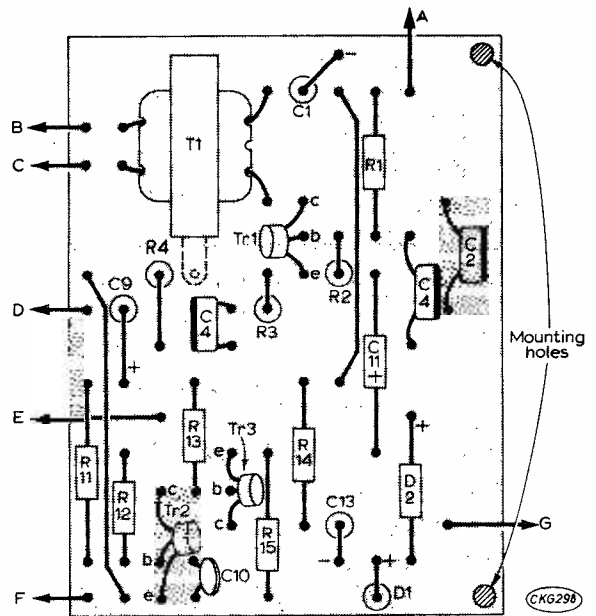 A
B
C
D
E
F
G
T1
C1
R1
c
Tr1
b
e
R4
C9
+
C
4
R3
R2
C
4
C
2
C
11
+
Mounting
holes
R
13
Tr3
e
b
c
R
14
R
11
R
12
c
Tr2
b
e
C10
R
15
C13
−
−
+
D
2
+
D1
CKG298